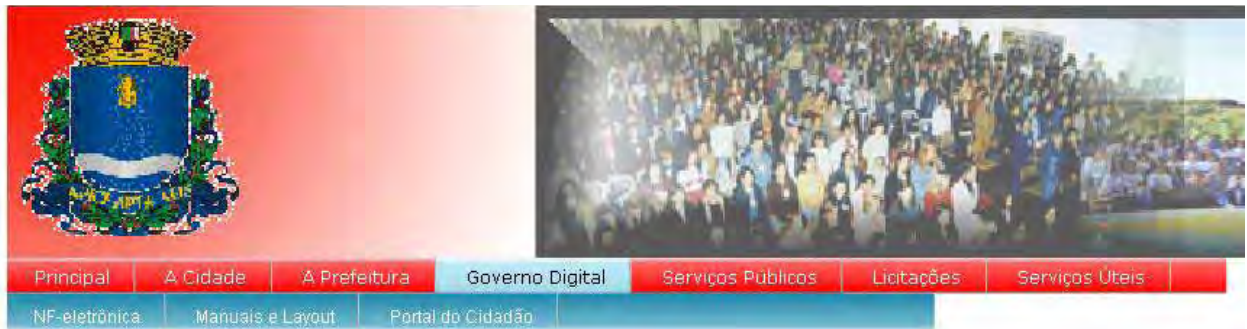 Principal A Cidade A Prefeitura Governo Digital Serviços Públicos Licitações Serviços Úteis
NF-eletrônica Manuais e Layout Portal do Cidadão